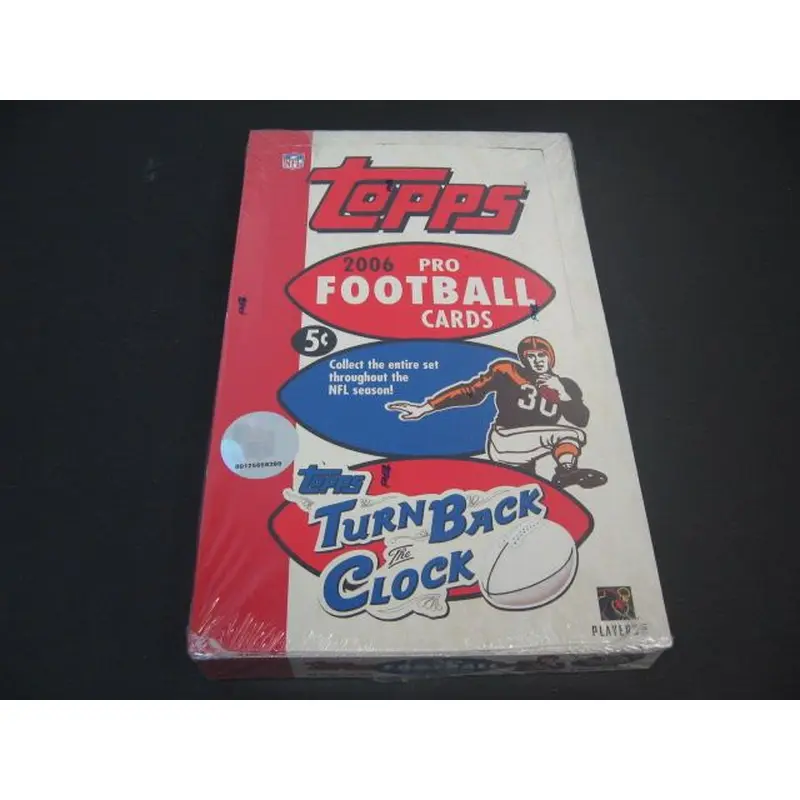 NFL
Topps
2006 PRO
FOOTBALL
CARDS
5¢
Collect the entire set
throughout the
NFL season!
30
Topps
TURN BACK
The
CLOCK
PLAYERS